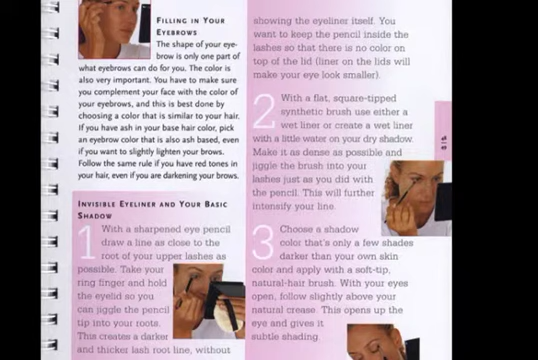 FILLING IN YOUR
EYEBROWS
The shape of your eye-
brow is only one part of
what eyebrows can do for you. The color is
also very important. You have to make sure
you complement your face with the color of
your eyebrows, and this is best done by
choosing a color that is similar to your hair.
If you have ash in your base hair color, pick
an eyebrow color that is also ash based, even
if you want to slightly lighten your brows.
Follow the same rule if you have red tones in
your hair, even if you are darkening your brows.
INVISIBLE EYELINER AND YOUR BASIC
SHADOW
1 With a sharpened eye pencil
draw a line as close to the
root of your upper lashes as
possible. Take your
ring finger and hold
the eyelid so you
can jiggle the pencil
tip into your roots.
This creates a darker
and thicker lash root line, without
showing the eyeliner itself. You
want to keep the pencil inside the
lashes so that there is no color on
top of the lid (liner on the lids will
make your eye look smaller).
2 With a flat, square-tipped
synthetic brush use either a
wet liner or create a wet liner
with a little water on your dry shadow.
Make it as dense as possible and
jiggle the brush into your
lashes just as you did with
the pencil. This will further
intensify your line.
3 Choose a shadow
color that's only a few shades
darker than your own skin
color and apply with a soft-tip,
natural-hair brush. With your eyes
open, follow slightly above your
natural crease. This opens up the
eye and gives it
subtle shading.